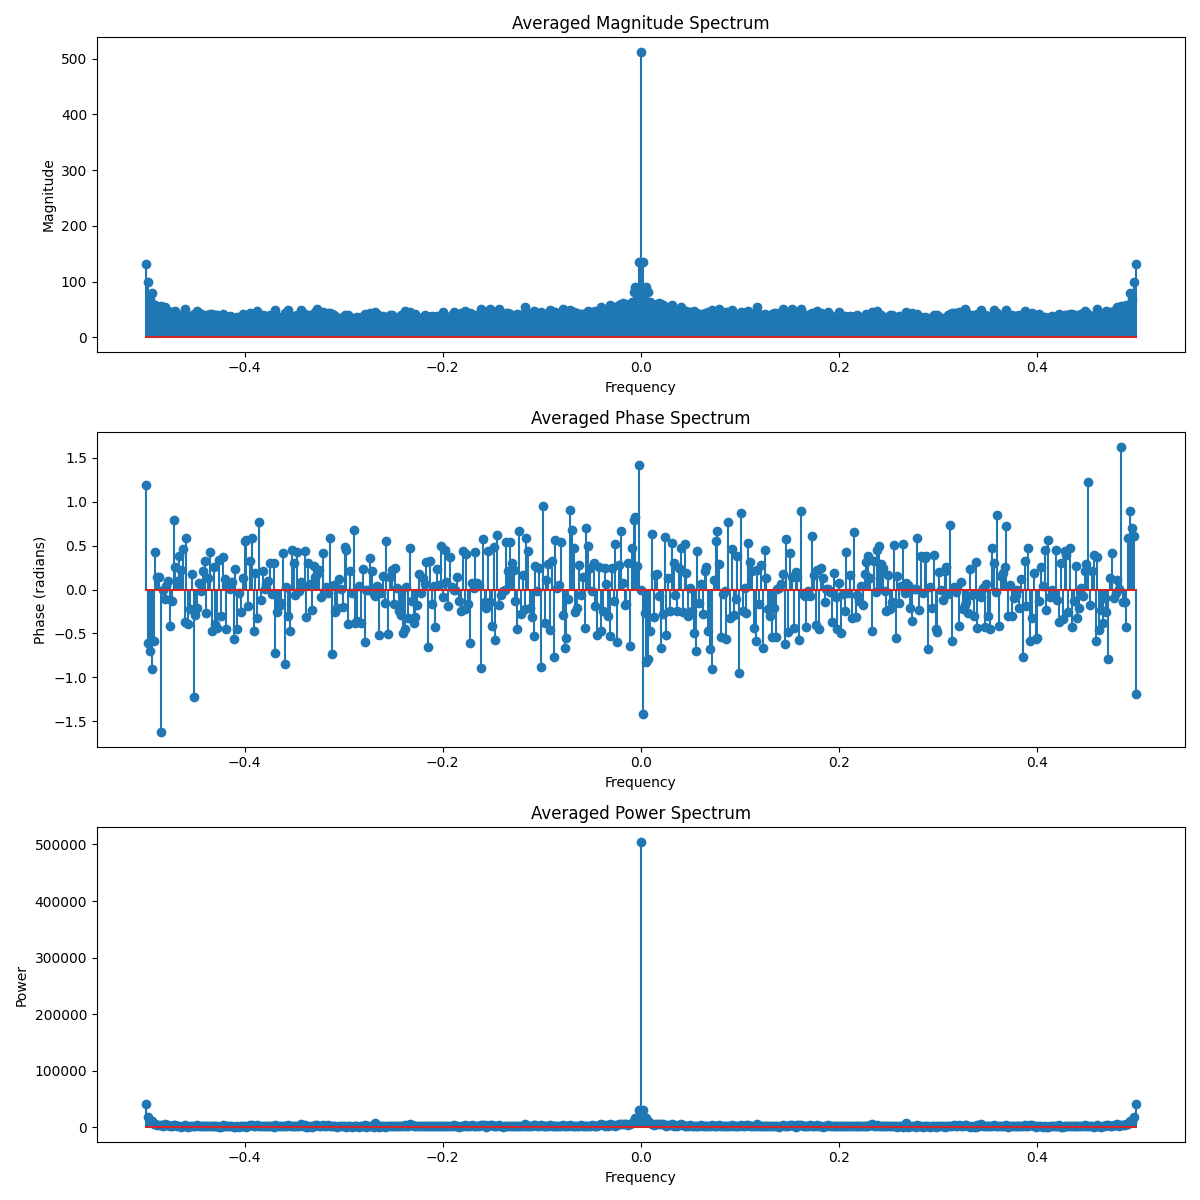 Averaged Magnitude Spectrum
500
400
300
200
100
0
Magnitude
−0.4 −0.2 0.0 0.2 0.4
Frequency
Averaged Phase Spectrum
1.5
1.0
0.5
0.0
−0.5
−1.0
−1.5
Phase (radians)
−0.4 −0.2 0.0 0.2 0.4
Frequency
Averaged Power Spectrum
500000
400000
300000
200000
100000
0
Power
−0.4 −0.2 0.0 0.2 0.4
Frequency